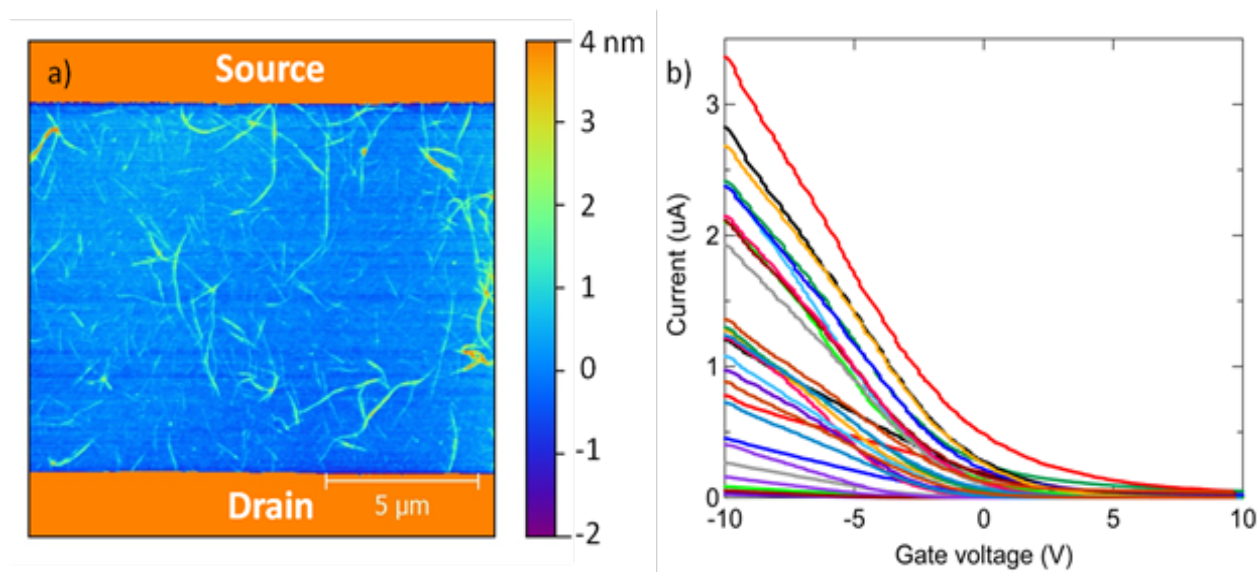 a)
Source
Drain
5 μm
4 nm
3
2
1
0
-1
-2
b)
Current (uA)
3
2
1
0
-10
-5
0
5
10
Gate voltage (V)